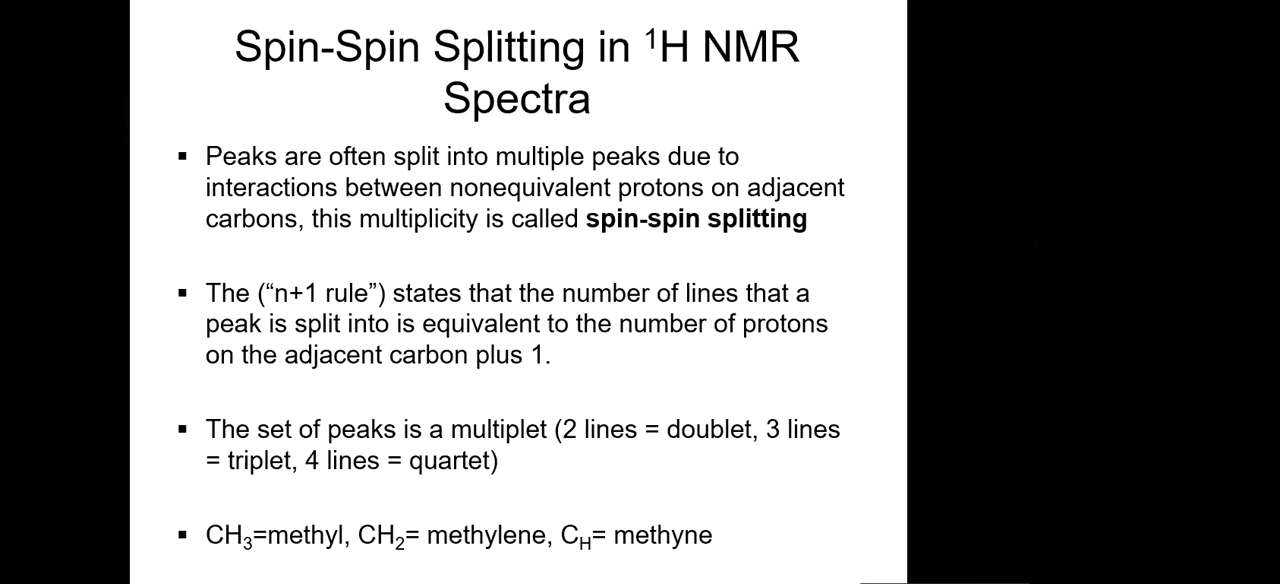 Spin-Spin Splitting in ¹H NMR
Spectra
▪ Peaks are often split into multiple peaks due to
interactions between nonequivalent protons on adjacent
carbons, this multiplicity is called spin-spin splitting
▪ The (“n+1 rule”) states that the number of lines that a
peak is split into is equivalent to the number of protons
on the adjacent carbon plus 1.
▪ The set of peaks is a multiplet (2 lines = doublet, 3 lines
= triplet, 4 lines = quartet)
▪ CH₃=methyl, CH₂= methylene, C_H= methyne